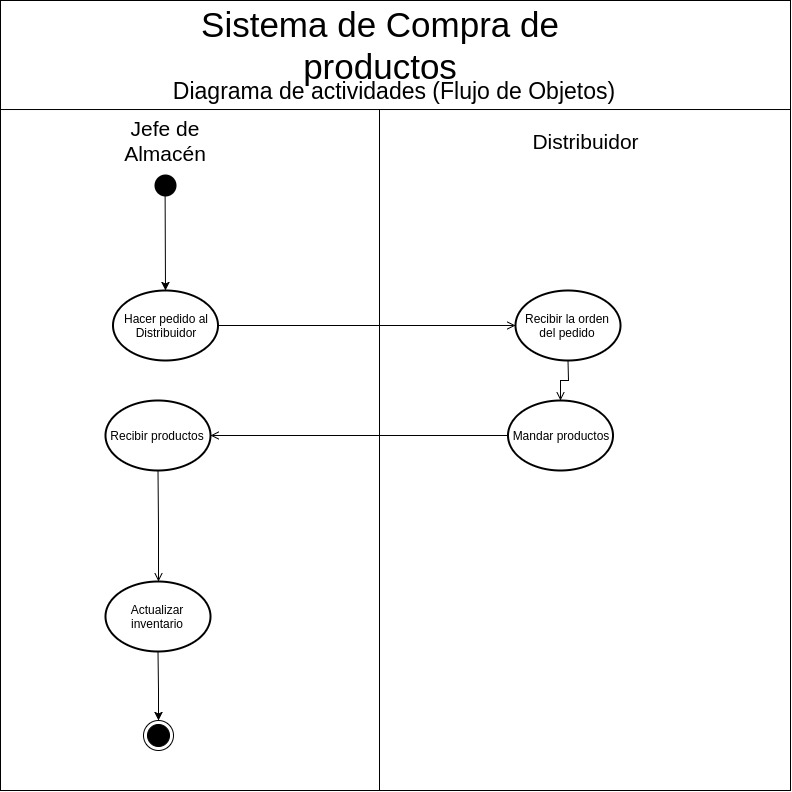 Sistema de Compra de
productos
Diagrama de actividades (Flujo de Objetos)
Jefe de
Almacén
Distribuidor
Hacer pedido al
Distribuidor
Recibir la orden
del pedido
Recibir productos
Mandar productos
Actualizar
inventario